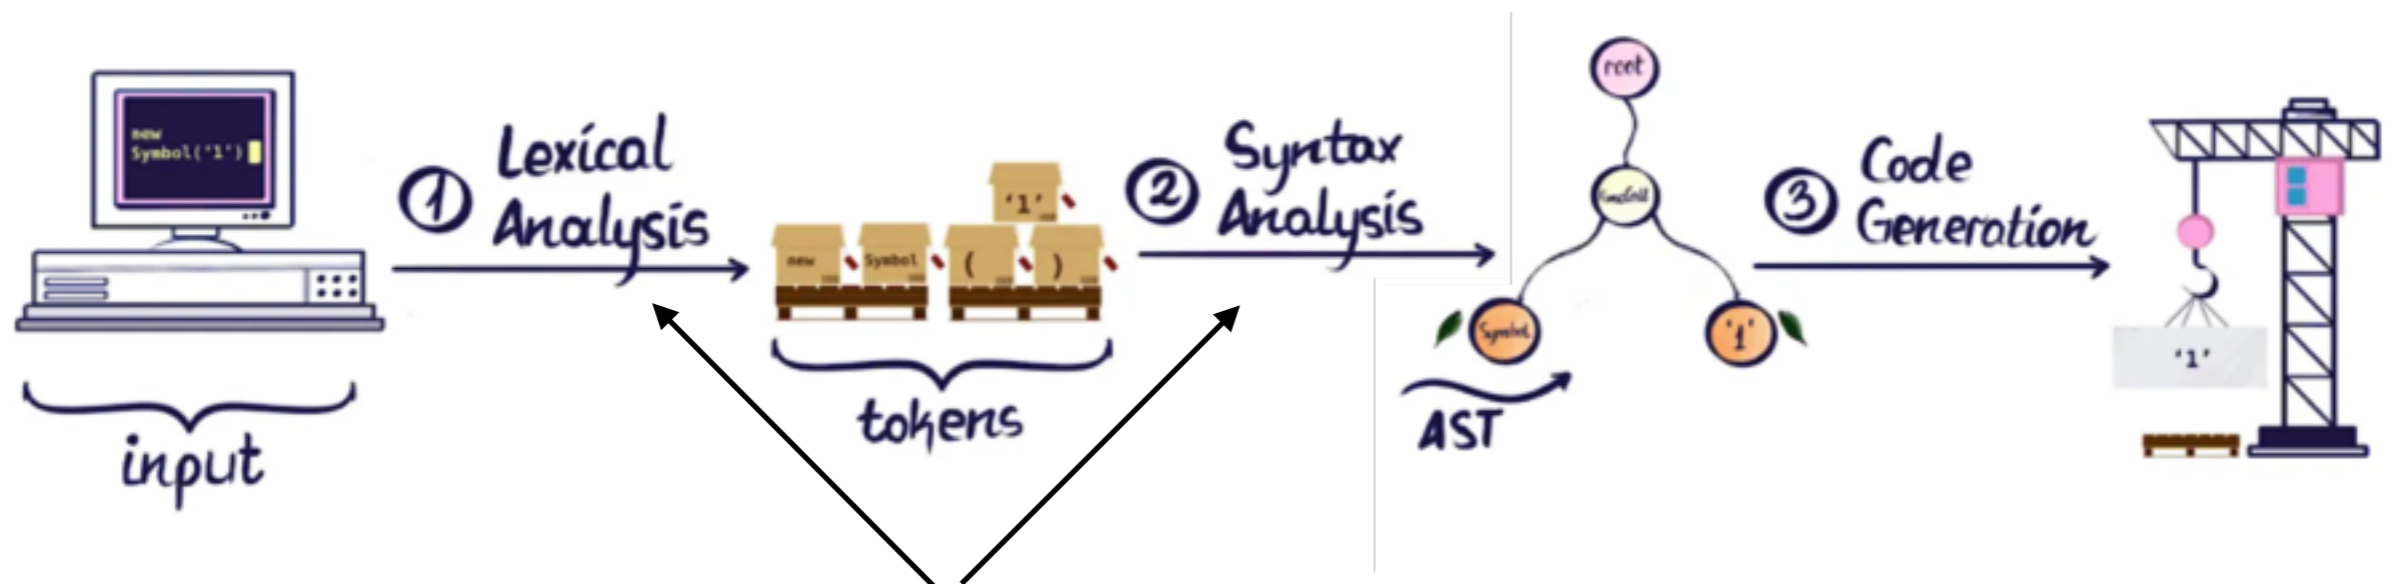 new
Symbol('1')
input
1
Lexical
Analysis
'1'
new
Symbol
(
)
tokens
2
Syntax
Analysis
root
Symbol
'1'
AST
3
Code
Generation
'1'